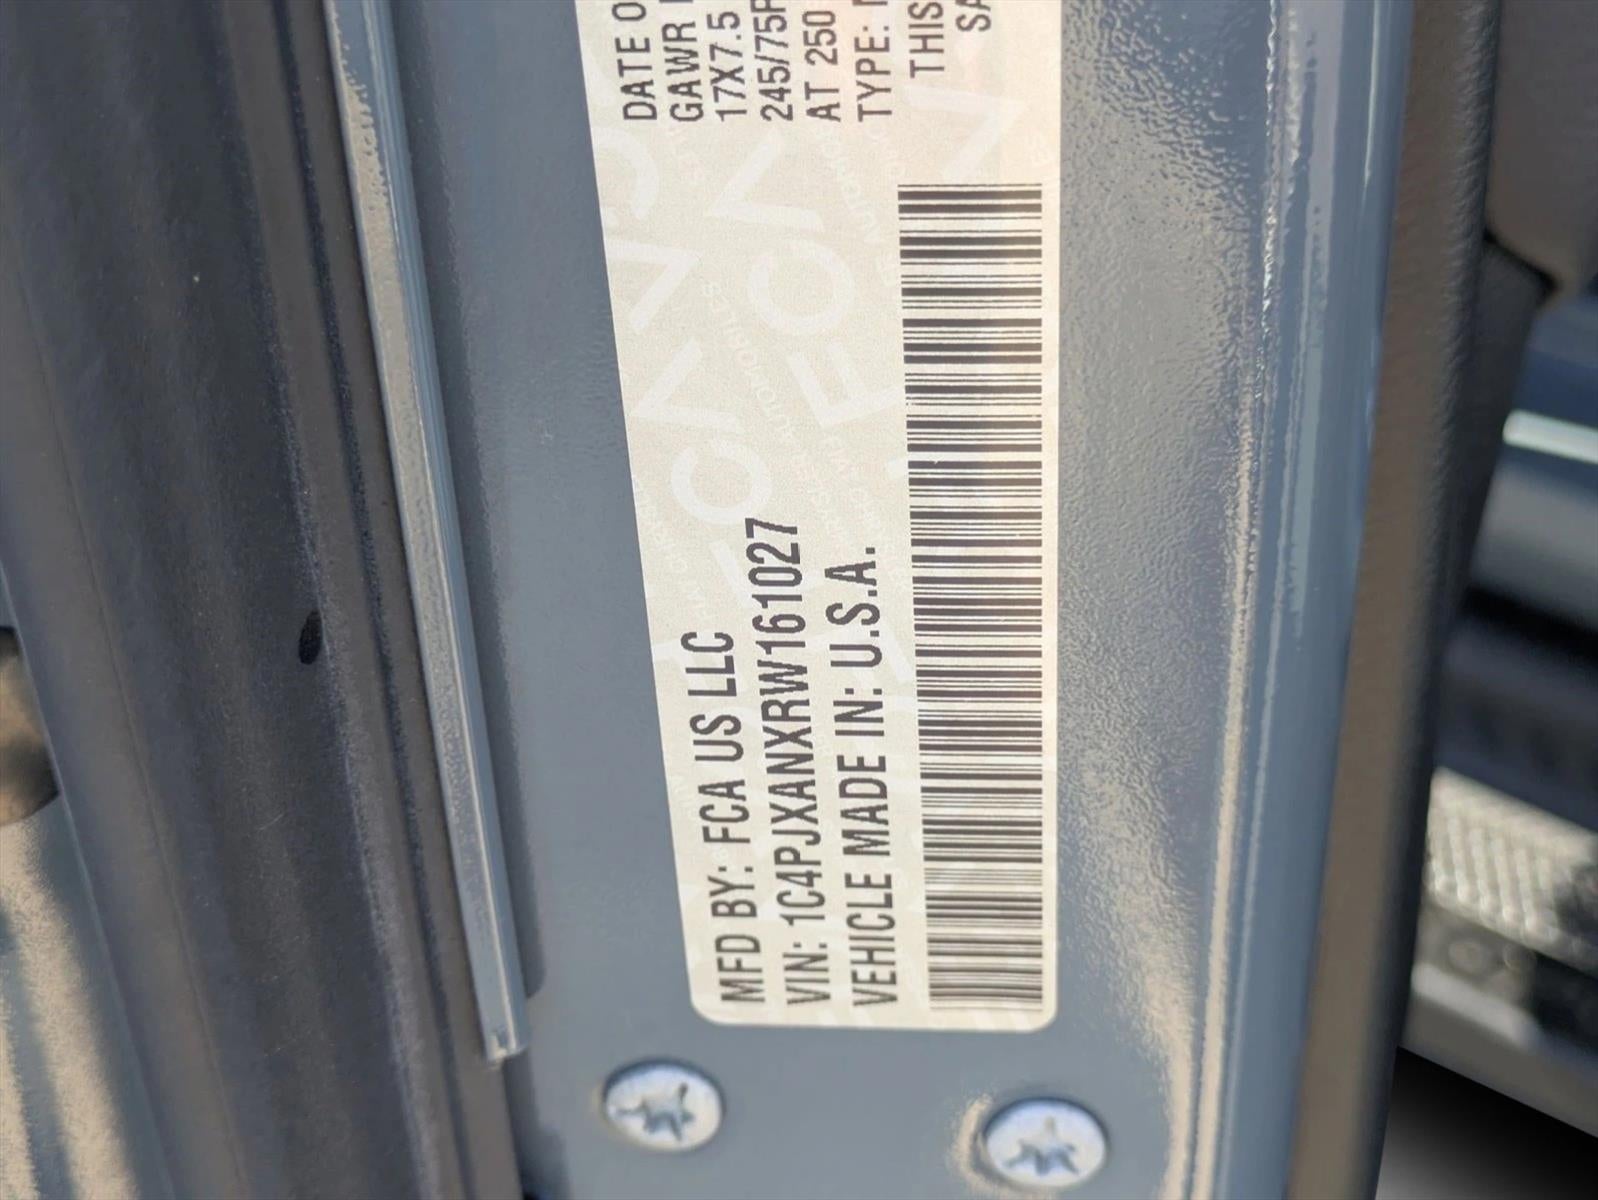 MFD BY: FCA US LLC
VIN: 1C4PJXANXRW161027
VEHICLE MADE IN: U.S.A.
DATE O
GAWR
17X7.5
245/75R
AT 250
TYPE:
THIS
SA